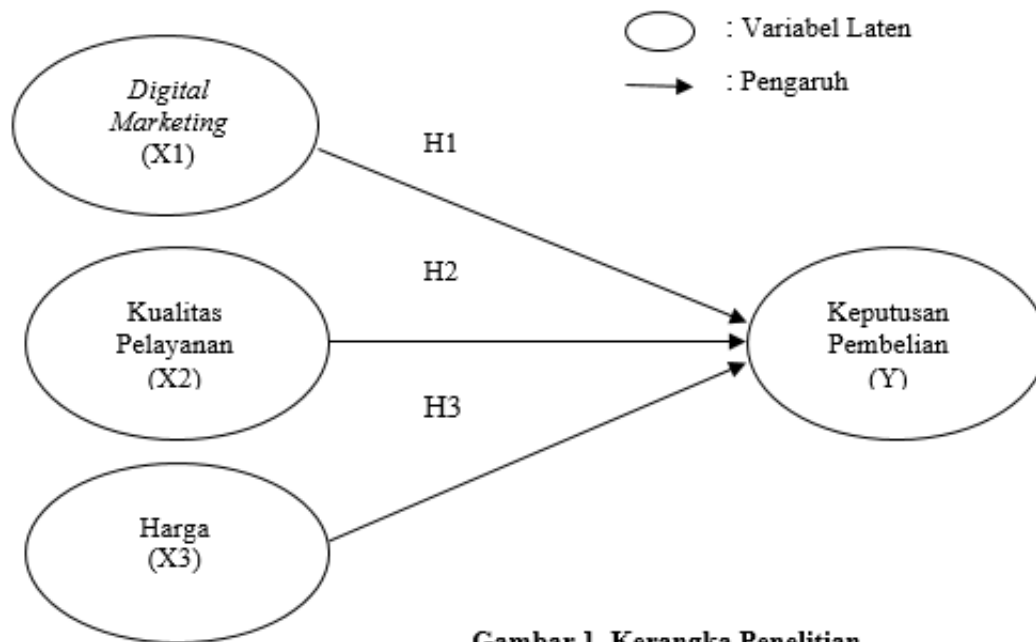 Digital
Marketing
(X1)
Kualitas
Pelayanan
(X2)
Harga
(X3)
H1
H2
H3
Keputusan
Pembelian
(Y)
: Variabel Laten
: Pengaruh
Gambar 1. Kerangka Penelitian